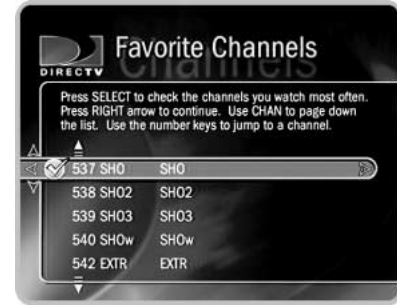 Favorite Channels
Channels
DIRECTV
Press SELECT to check the channels you watch most often.
Press RIGHT arrow to continue. Use CHAN to page down
the list. Use the number keys to jump to a channel.
537 SHO SHO
538 SHO2 SHO2
539 SHO3 SHO3
540 SHOw SHOw
542 EXTR EXTR